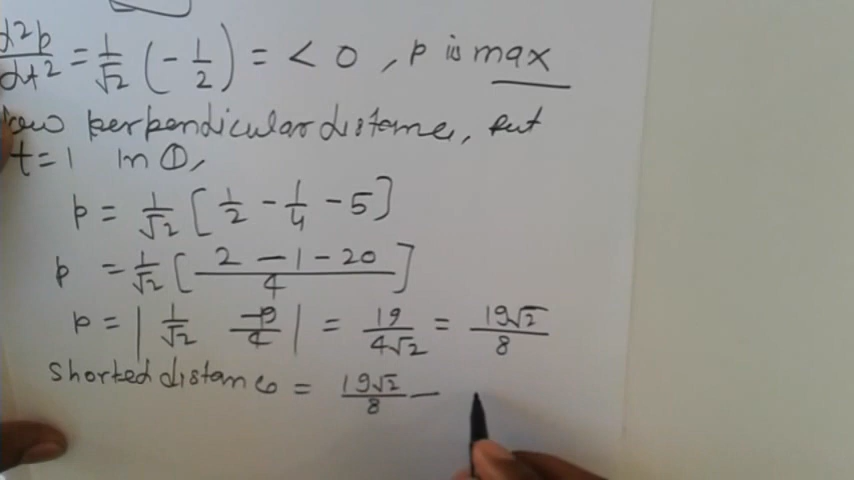 d²p/dt² = 1/√2 (-1/2) = < 0 , p is max
perpendicular distance, put
t = 1 in ①,
p = 1/√2 [ 1/2 - 1/4 - 5 ]
p = 1/√2 [ (2 - 1 - 20)/4 ]
p = | 1/√2 -19/4 | = 19/4√2 = 19√2/8
Shorted distance = 19√2/8 —